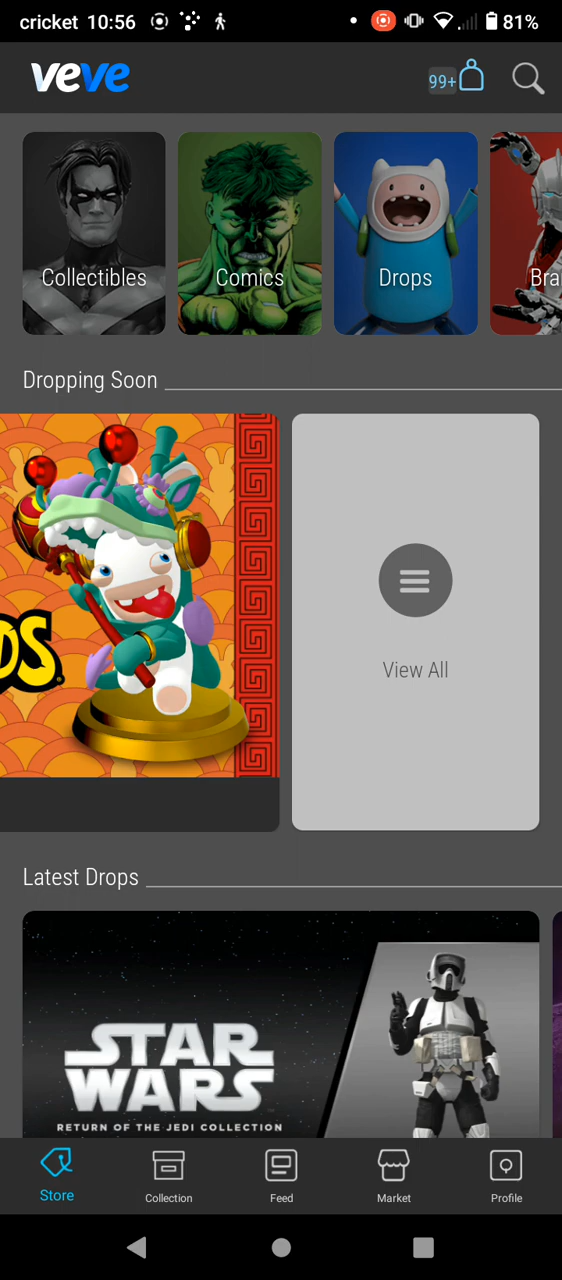 cricket 10:56 81%
veve 99+
Collectibles Comics Drops Bra
Dropping Soon
DS
View All
Latest Drops
STAR
WARS
RETURN OF THE JEDI COLLECTION
Store Collection Feed Market Profile